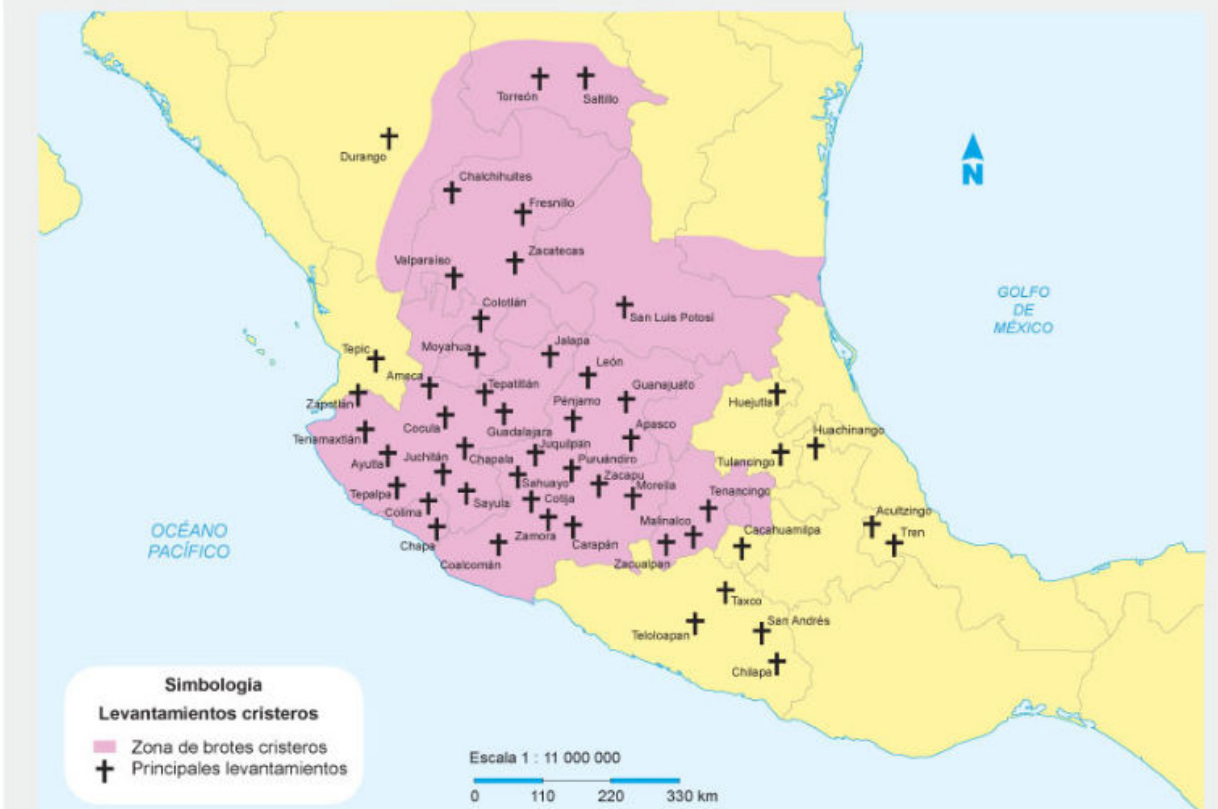 Torreón
Saltillo
Durango
Chalchihuites
Fresnillo
Zacatecas
Valparaíso
Colotlán
San Luis Potosí
GOLFO
DE
MÉXICO
N
Tepic
Moyahua
Jalapa
León
Ameca
Tepatitlán
Guanajuato
Zapotlán
Pénjamo
Huejutla
Cocula
Guadalajara
Apasco
Huachinango
Tenamaxtlán
Juquilpan
Ayutla
Juchitán
Chapala
Puruándiro
Tulancingo
Sahuayo
Zacapu
Tepalpa
Sayula
Cotija
Morelia
Tenancingo
Colima
Acultzingo
Chapa
Zamora
Malinalco
Cacahuamilpa
Tren
Carapán
Coalcomán
Zacualpan
OCÉANO
PACÍFICO
Taxco
San Andrés
Teloloapan
Chilapa
Simbología
Levantamientos cristeros
Zona de brotes cristeros
Principales levantamientos
Escala 1 : 11 000 000
0 110 220 330 km